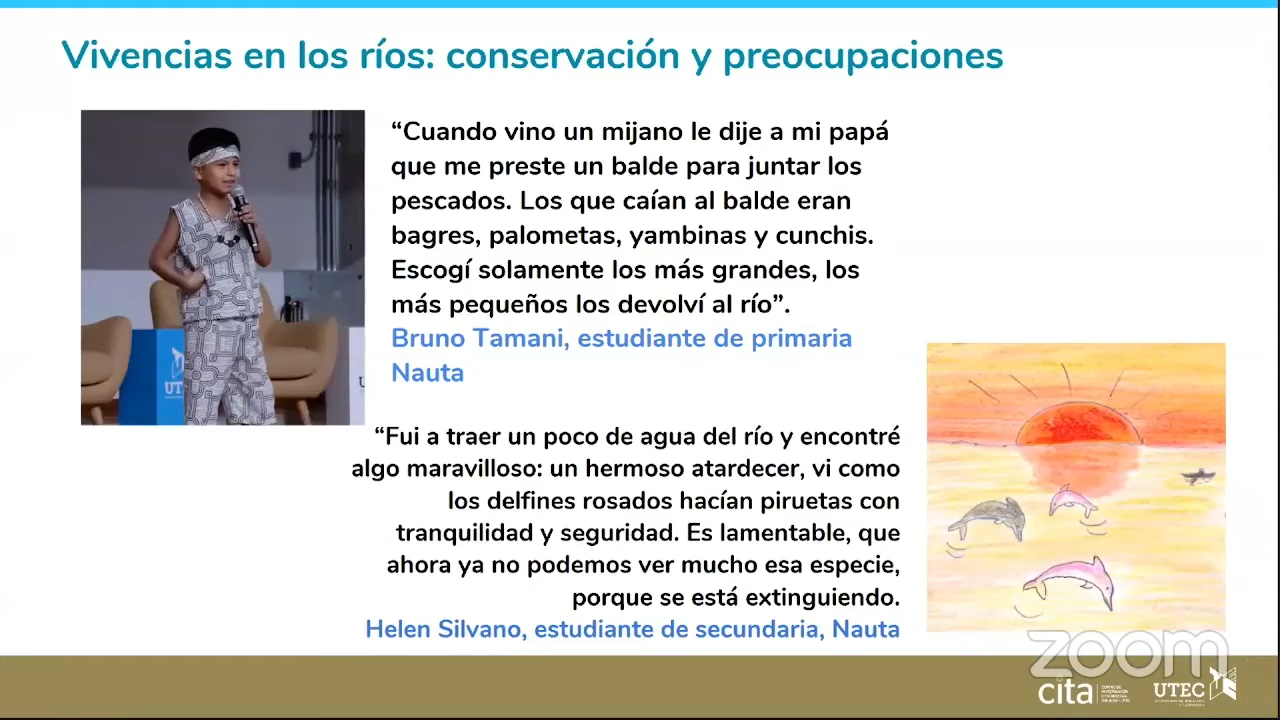 Vivencias en los ríos: conservación y preocupaciones
“Cuando vino un mijano le dije a mi papá
que me preste un balde para juntar los
pescados. Los que caían al balde eran
bagres, palometas, yambinas y cunchis.
Escogí solamente los más grandes, los
más pequeños los devolví al río”.
Bruno Tamani, estudiante de primaria
Nauta
“Fui a traer un poco de agua del río y encontré
algo maravilloso: un hermoso atardecer, vi como
los delfines rosados hacían piruetas con
tranquilidad y seguridad. Es lamentable, que
ahora ya no podemos ver mucho esa especie,
porque se está extinguiendo.
Helen Silvano, estudiante de secundaria, Nauta
UT
zoom
cita
UTEC